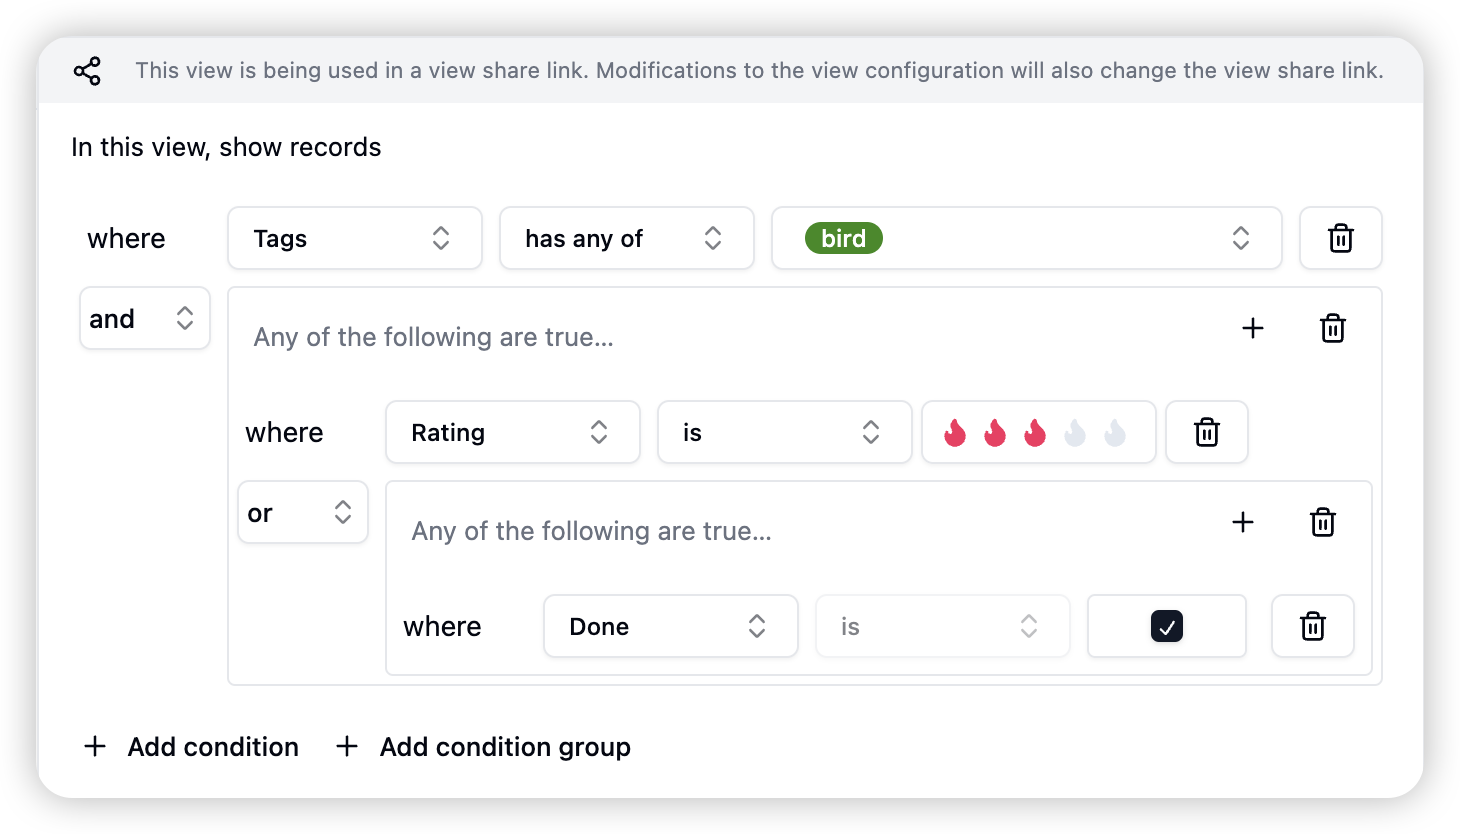 This view is being used in a view share link. Modifications to the view configuration will also change the view share link.
In this view, show records
where Tags has any of bird
and
Any of the following are true...
where Rating is
or
Any of the following are true...
where Done is
Add condition Add condition group